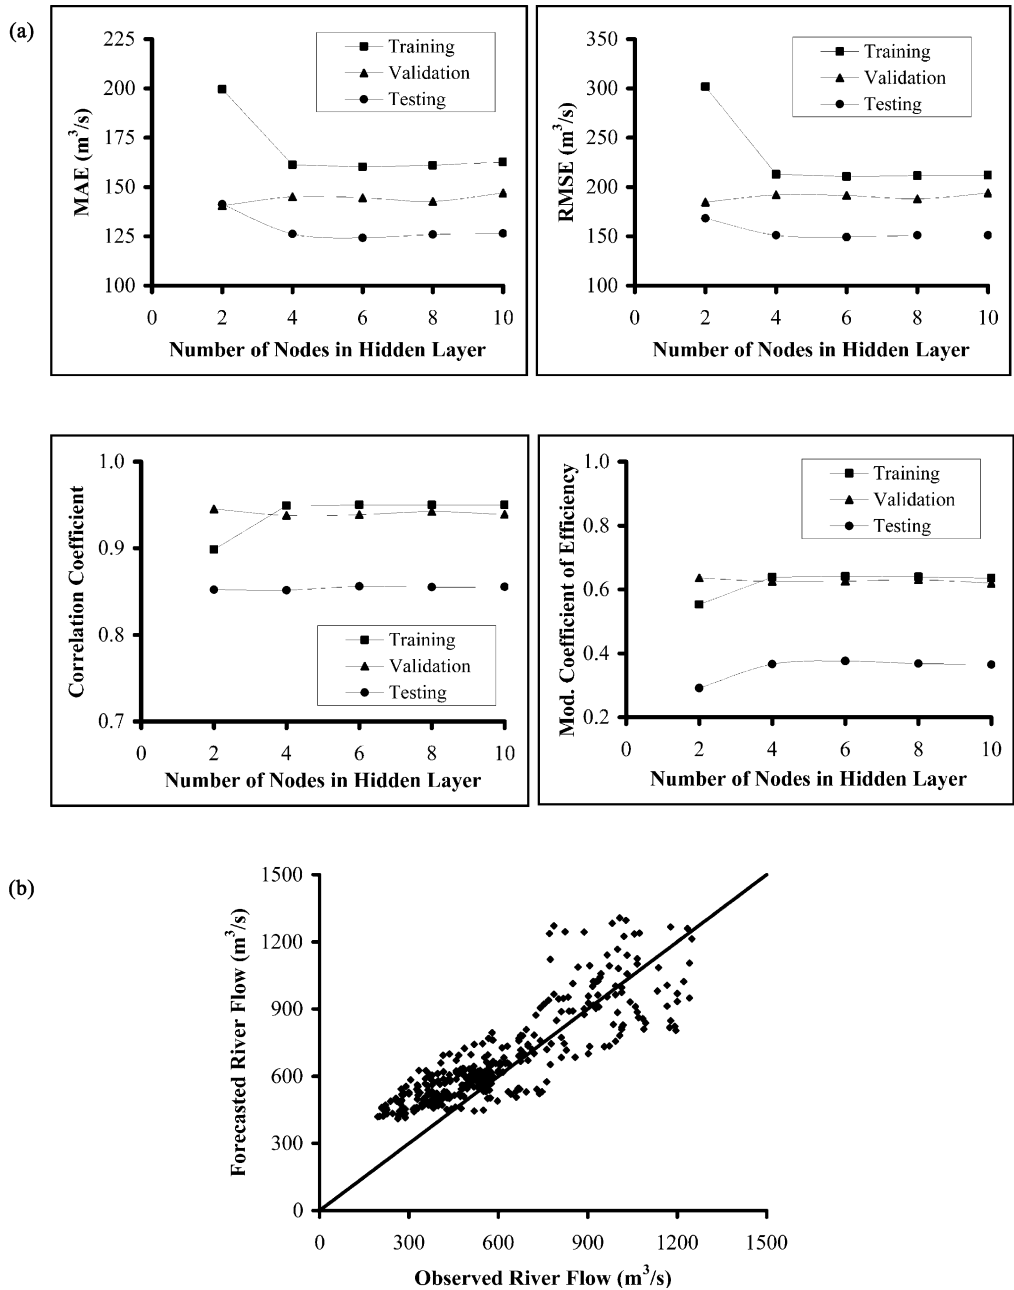 (a)
225
200
175
150
125
100
MAE (m³/s)
Training
Validation
Testing
0 2 4 6 8 10
Number of Nodes in Hidden Layer
350
300
250
200
150
100
RMSE (m³/s)
Training
Validation
Testing
0 2 4 6 8 10
Number of Nodes in Hidden Layer
1.0
0.9
0.8
0.7
Correlation Coefficient
Training
Validation
Testing
0 2 4 6 8 10
Number of Nodes in Hidden Layer
1.0
0.8
0.6
0.4
0.2
Mod. Coefficient of Efficiency
Training
Validation
Testing
0 2 4 6 8 10
Number of Nodes in Hidden Layer
(b)
1500
1200
900
600
300
0
Forecasted River Flow (m³/s)
0 300 600 900 1200 1500
Observed River Flow (m³/s)